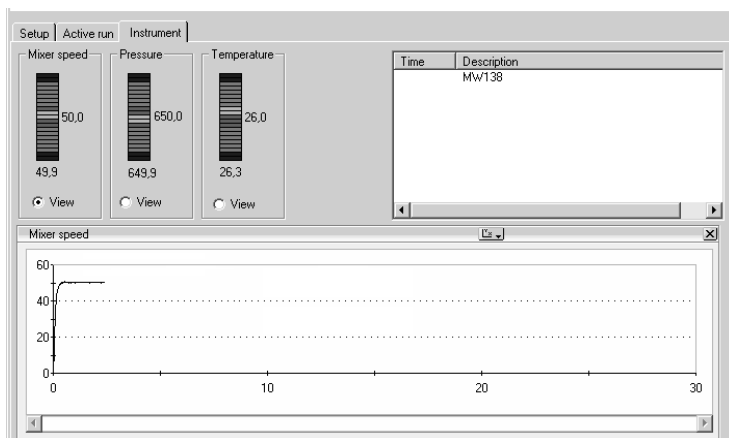 Setup Active run Instrument
Mixer speed Pressure Temperature
50,0 650,0 26,0
49,9 649,9 26,3
View View View
Time Description
MW138
Mixer speed
60
40
20
0
0 10 20 30